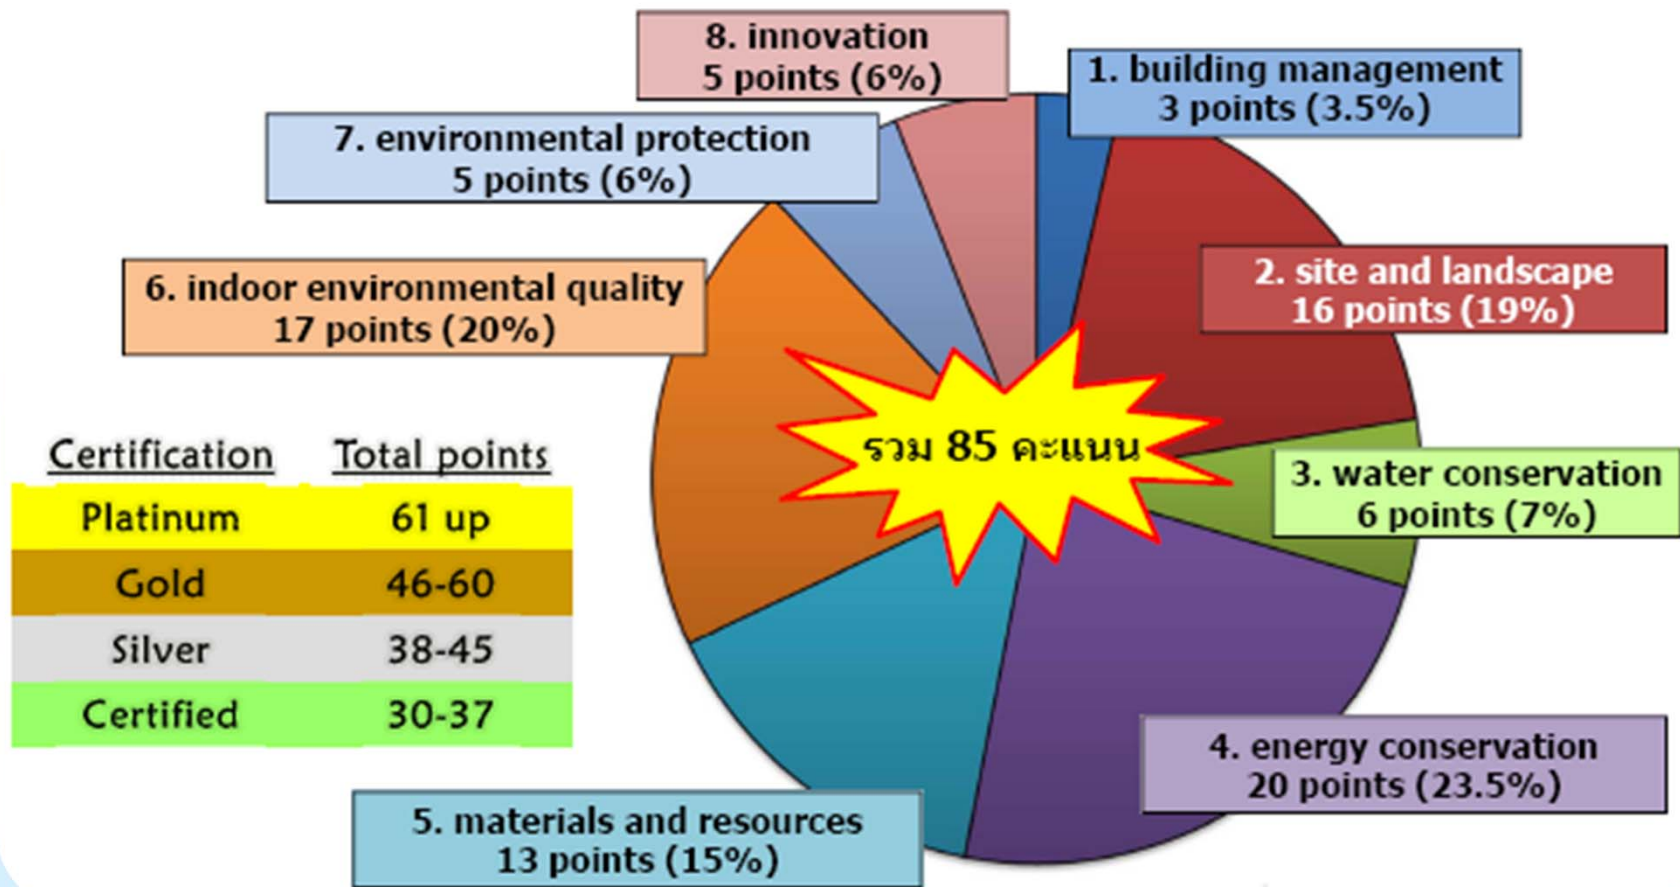 8. innovation
5 points (6%)
1. building management
3 points (3.5%)
7. environmental protection
5 points (6%)
2. site and landscape
16 points (19%)
6. indoor environmental quality
17 points (20%)
รวม 85 คะแนน
3. water conservation
6 points (7%)
Certification Total points
Platinum 61 up
Gold 46-60
Silver 38-45
Certified 30-37
4. energy conservation
20 points (23.5%)
5. materials and resources
13 points (15%)